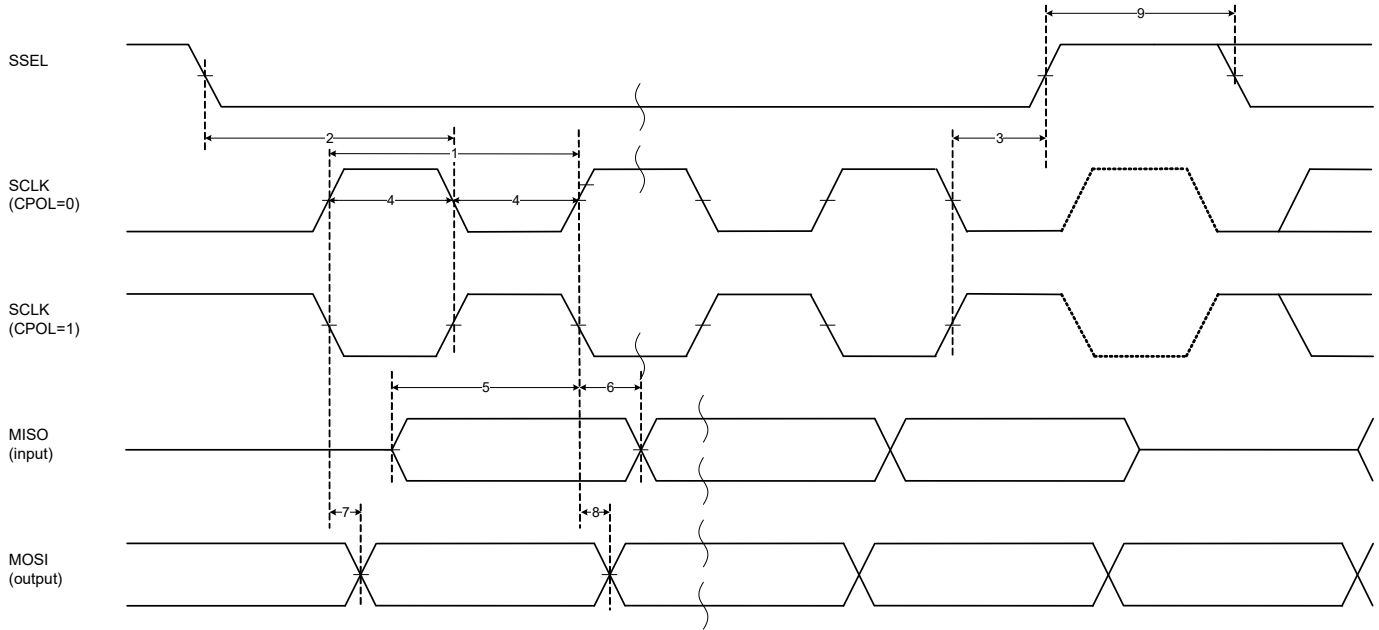 9
SSEL
2
3
1
SCLK
(CPOL=0)
4
4
SCLK
(CPOL=1)
5
6
MISO
(input)
7
8
MOSI
(output)